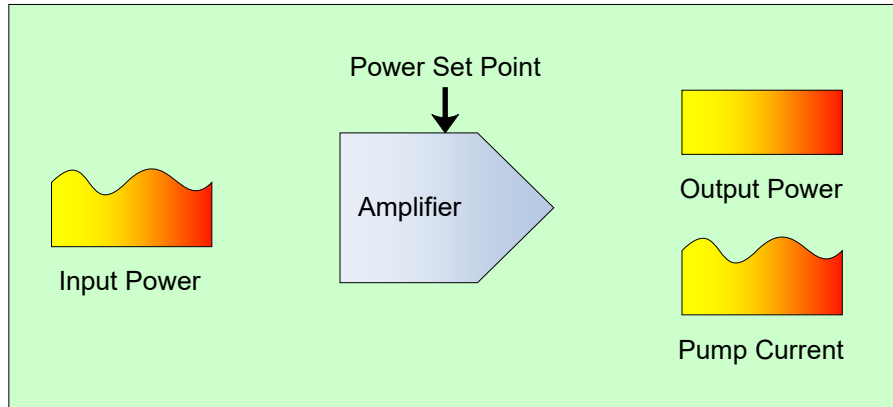 Power Set Point
Amplifier
Input Power
Output Power
Pump Current